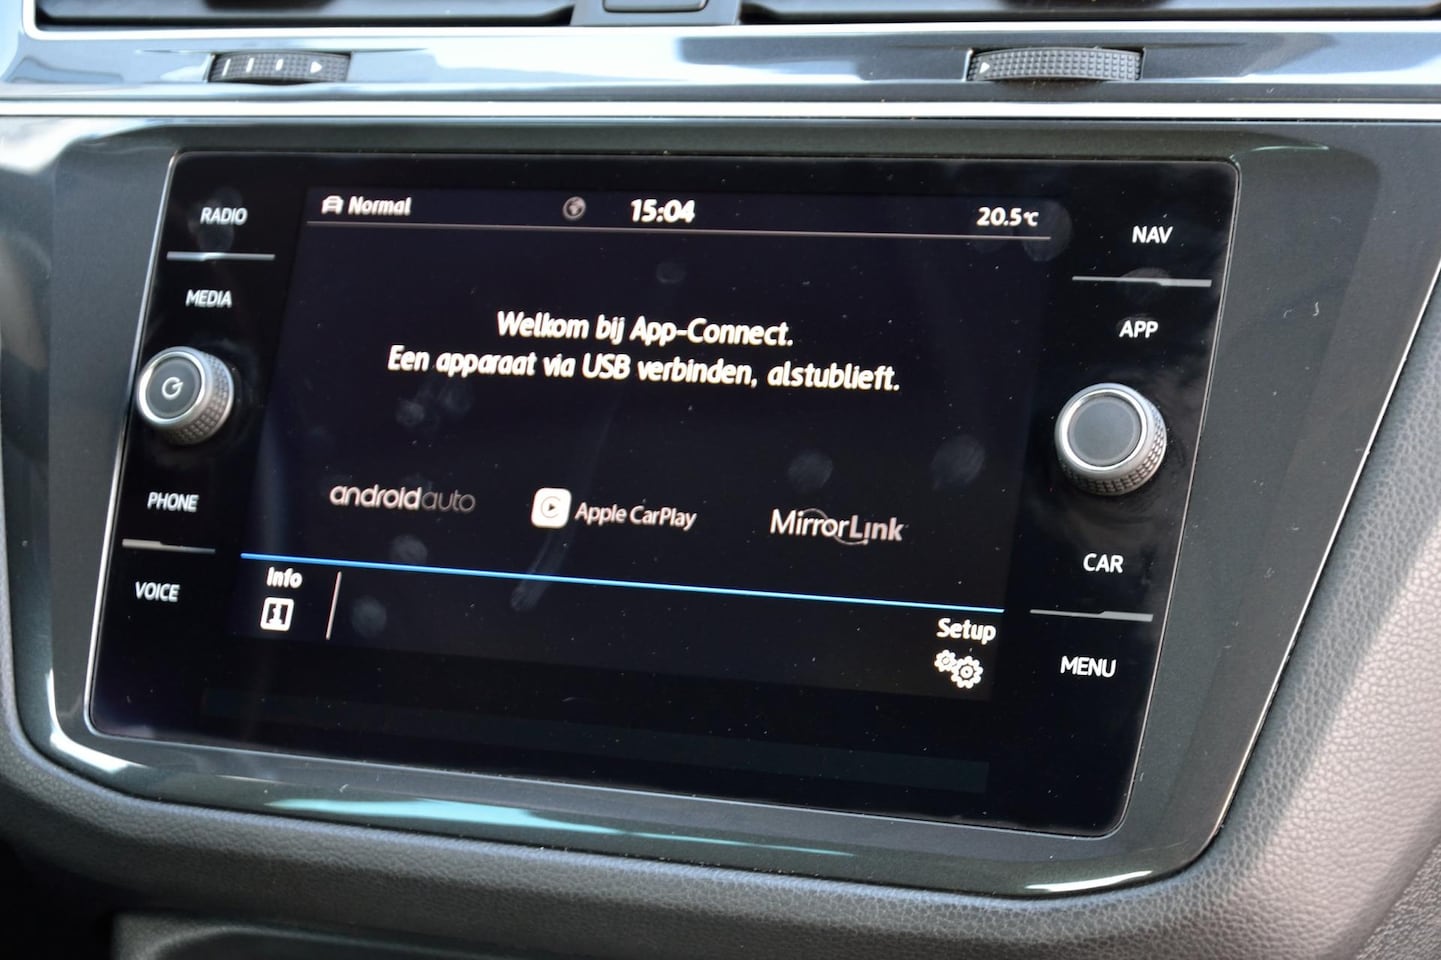 RADIO
MEDIA
PHONE
VOICE
Normal 15:04 20.5°C
Welkom bij App-Connect.
Een apparaat via USB verbinden, alstublieft.
androidauto Apple CarPlay MirrorLink
Info Setup
NAV
APP
CAR
MENU